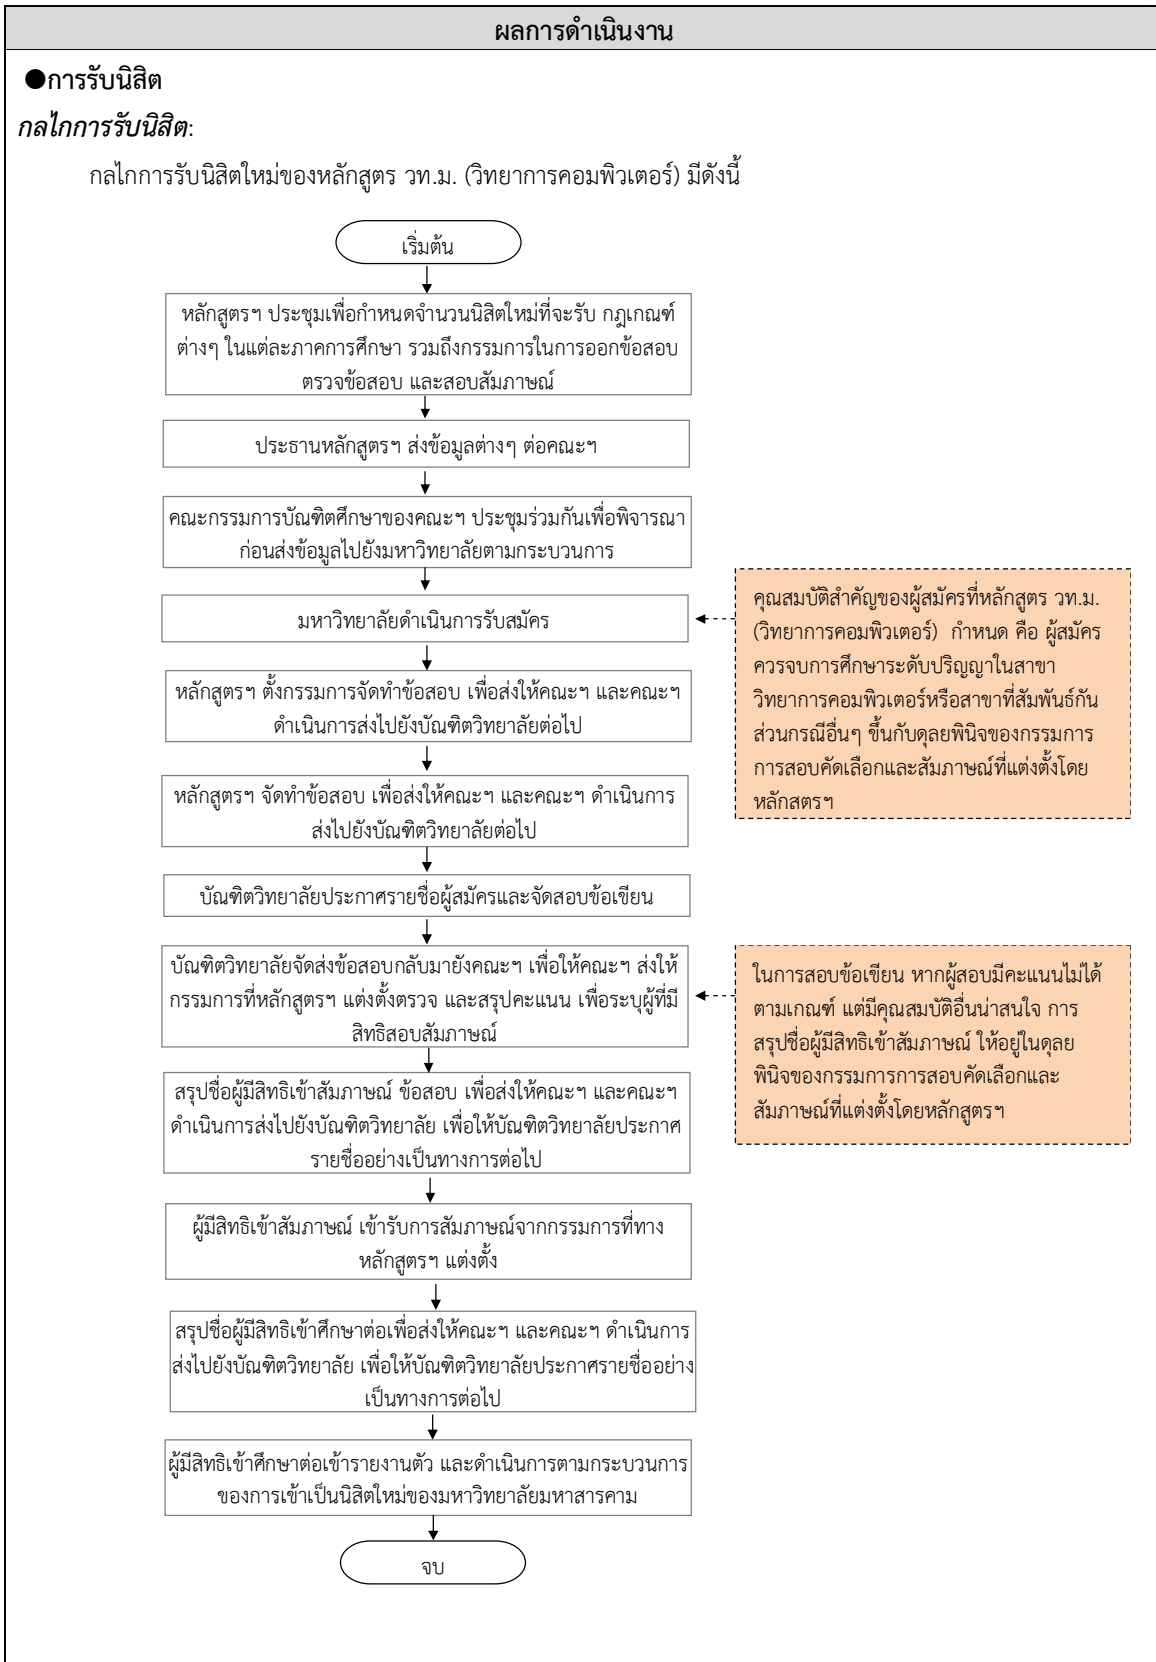 ผลการดำเนินงาน
●การรับนิสิต
กลไกการรับนิสิต:
กลไกการรับนิสิตใหม่ของหลักสูตร วท.ม. (วิทยาการคอมพิวเตอร์) มีดังนี้
เริ่มต้น
หลักสูตรฯ ประชุมเพื่อกำหนดจำนวนนิสิตใหม่ที่จะรับ กฎเกณฑ์
ต่างๆ ในแต่ละภาคการศึกษา รวมถึงกรรมการในการออกข้อสอบ
ตรวจข้อสอบ และสอบสัมภาษณ์
ประธานหลักสูตรฯ ส่งข้อมูลต่างๆ ต่อคณะฯ
คณะกรรมการบัณฑิตศึกษาของคณะฯ ประชุมร่วมกันเพื่อพิจารณา
ก่อนส่งข้อมูลไปยังมหาวิทยาลัยตามกระบวนการ
มหาวิทยาลัยดำเนินการรับสมัคร
คุณสมบัติสำคัญของผู้สมัครที่หลักสูตร วท.ม.
(วิทยาการคอมพิวเตอร์) กำหนด คือ ผู้สมัคร
ควรจบการศึกษาระดับปริญญาในสาขา
วิทยาการคอมพิวเตอร์หรือสาขาที่สัมพันธ์กัน
ส่วนกรณีอื่นๆ ขึ้นกับดุลยพินิจของกรรมการ
การสอบคัดเลือกและสัมภาษณ์ที่แต่งตั้งโดย
หลักสตรฯ
หลักสูตรฯ ตั้งกรรมการจัดทำข้อสอบ เพื่อส่งให้คณะฯ และคณะฯ
ดำเนินการส่งไปยังบัณฑิตวิทยาลัยต่อไป
หลักสูตรฯ จัดทำข้อสอบ เพื่อส่งให้คณะฯ และคณะฯ ดำเนินการ
ส่งไปยังบัณฑิตวิทยาลัยต่อไป
บัณฑิตวิทยาลัยประกาศรายชื่อผู้สมัครและจัดสอบข้อเขียน
บัณฑิตวิทยาลัยจัดส่งข้อสอบกลับมายังคณะฯ เพื่อให้คณะฯ ส่งให้
กรรมการที่หลักสูตรฯ แต่งตั้งตรวจ และสรุปคะแนน เพื่อระบุผู้ที่มี
สิทธิสอบสัมภาษณ์
ในการสอบข้อเขียน หากผู้สอบมีคะแนนไม่ได้
ตามเกณฑ์ แต่มีคุณสมบัติอื่นน่าสนใจ การ
สรุปชื่อผู้มีสิทธิเข้าสัมภาษณ์ ให้อยู่ในดุลย
พินิจของกรรมการการสอบคัดเลือกและ
สัมภาษณ์ที่แต่งตั้งโดยหลักสูตรฯ
สรุปชื่อผู้มีสิทธิเข้าสัมภาษณ์ ข้อสอบ เพื่อส่งให้คณะฯ และคณะฯ
ดำเนินการส่งไปยังบัณฑิตวิทยาลัย เพื่อให้บัณฑิตวิทยาลัยประกาศ
รายชื่ออย่างเป็นทางการต่อไป
ผู้มีสิทธิเข้าสัมภาษณ์ เข้ารับการสัมภาษณ์จากกรรมการที่ทาง
หลักสูตรฯ แต่งตั้ง
สรุปชื่อผู้มีสิทธิเข้าศึกษาต่อเพื่อส่งให้คณะฯ และคณะฯ ดำเนินการ
ส่งไปยังบัณฑิตวิทยาลัย เพื่อให้บัณฑิตวิทยาลัยประกาศรายชื่ออย่าง
เป็นทางการต่อไป
ผู้มีสิทธิเข้าศึกษาต่อเข้ารายงานตัว และดำเนินการตามกระบวนการ
ของการเข้าเป็นนิสิตใหม่ของมหาวิทยาลัยมหาสารคาม
จบ